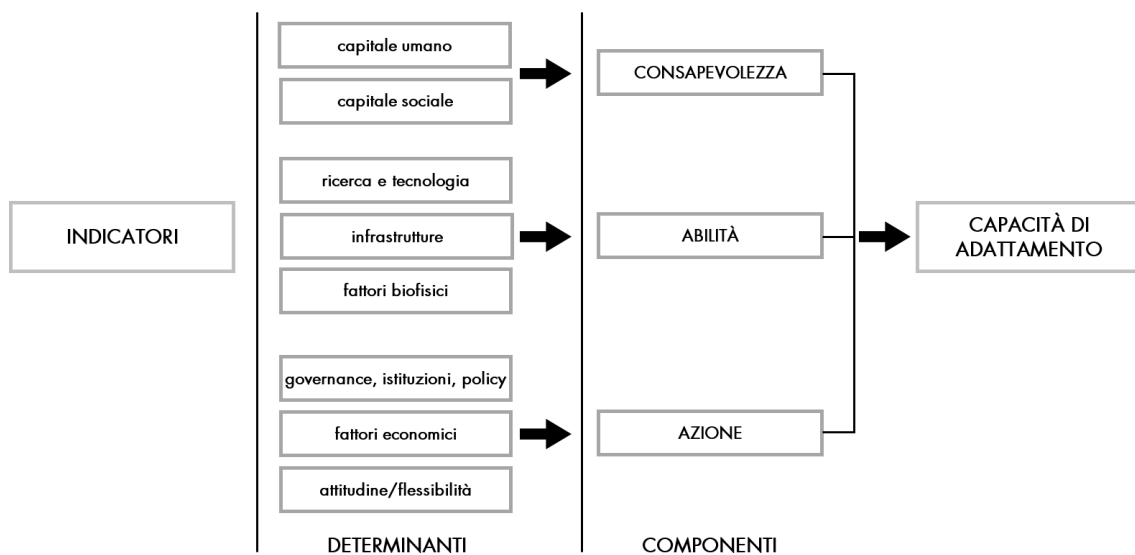 INDICATORI
capitale umano
capitale sociale
ricerca e tecnologia
infrastrutture
fattori biofisici
governance, istituzioni, policy
fattori economici
attitudine/flessibilità
DETERMINANTI
CONSAPEVOLEZZA
ABILITÀ
AZIONE
COMPONENTI
CAPACITÀ DI
ADATTAMENTO